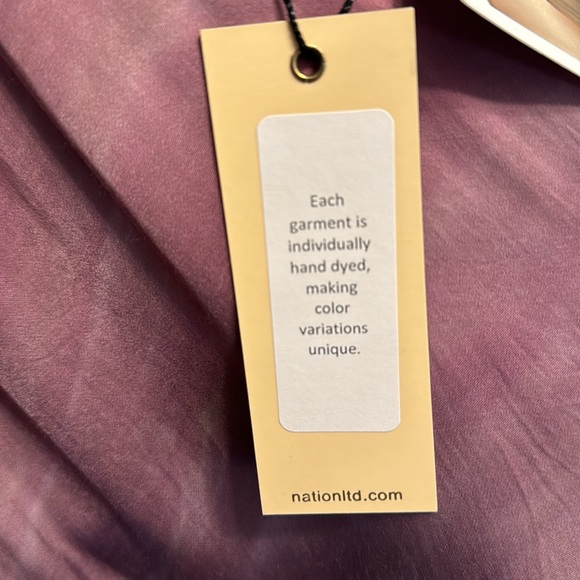 Each
garment is
individually
hand dyed,
making
color
variations
unique.
nationltd.com